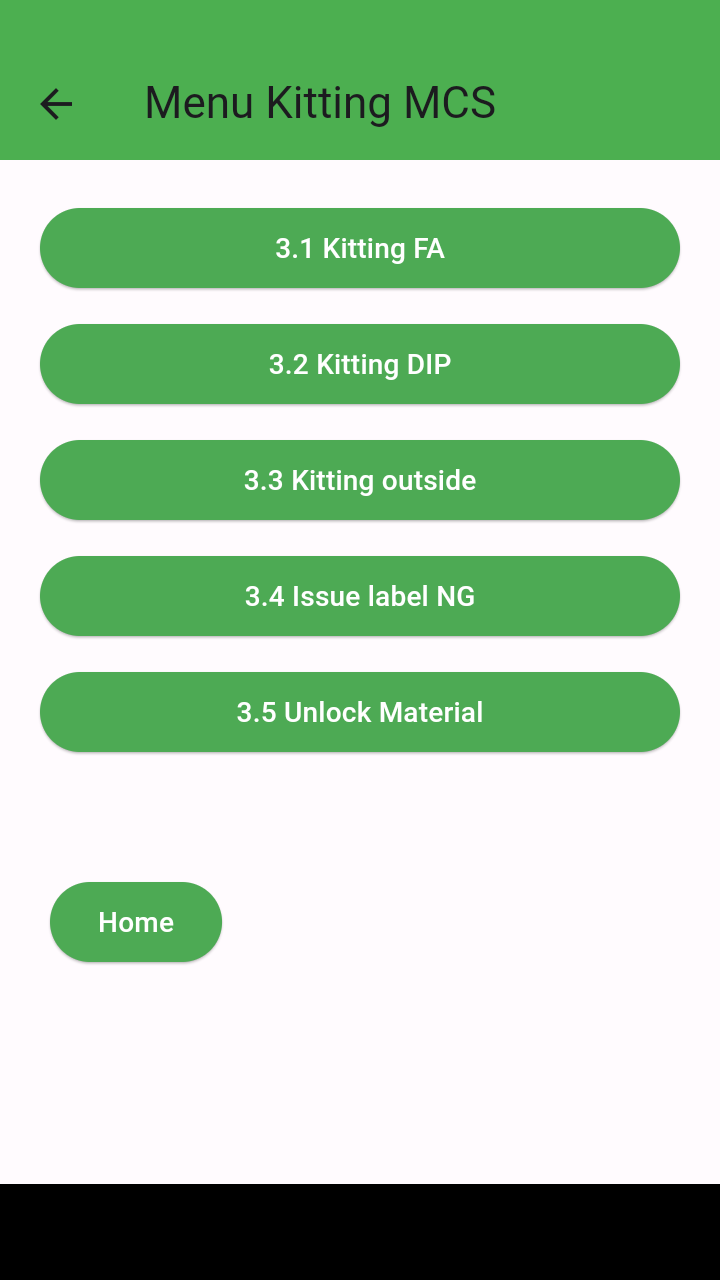 Menu Kitting MCS
3.1 Kitting FA
3.2 Kitting DIP
3.3 Kitting outside
3.4 Issue label NG
3.5 Unlock Material
Home